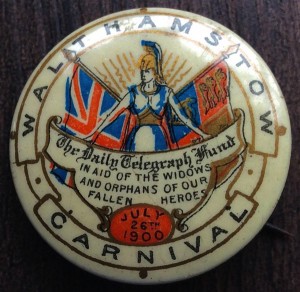 WALTHAMSTOW
The Daily Telegraph Fund
IN AID OF THE WIDOWS
AND ORPHANS OF OUR
FALLEN HEROES
JULY
26TH
1900
CARNIVAL